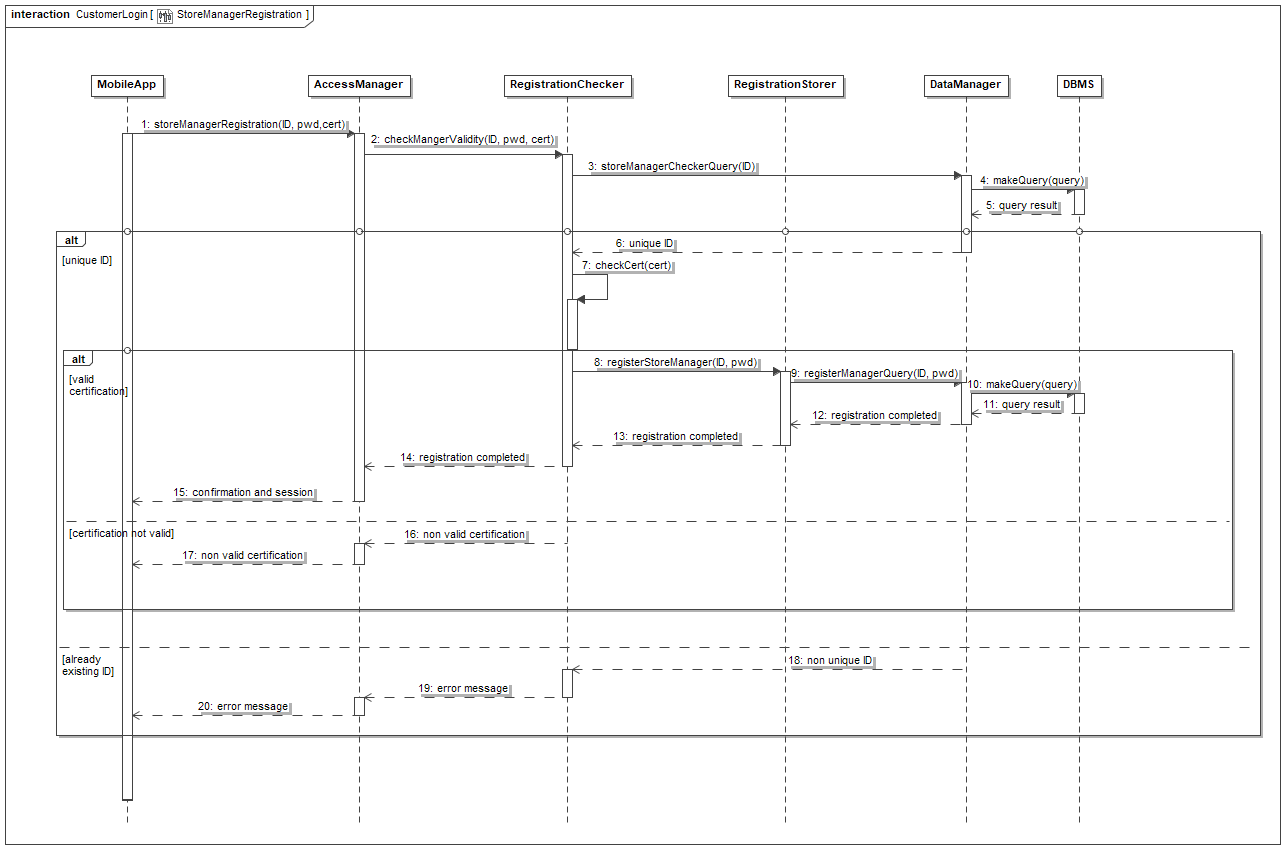 interaction CustomerLogin [ StoreManagerRegistration ]
MobileApp
AccessManager
RegistrationChecker
RegistrationStorer
DataManager
DBMS
1: storeManagerRegistration(ID, pwd,cert)
2: checkMangerValidity(ID, pwd, cert)
3: storeManagerCheckerQuery(ID)
4: makeQuery(query)
5: query result
alt
[unique ID]
6: unique ID
7: checkCert(cert)
alt
[valid
certification]
8: registerStoreManager(ID, pwd)
9: registerManagerQuery(ID, pwd)
10: makeQuery(query)
11: query result
12: registration completed
13: registration completed
14: registration completed
15: confirmation and session
[certification not valid]
16: non valid certification
17: non valid certification
[already
existing ID]
18: non unique ID
19: error message
20: error message